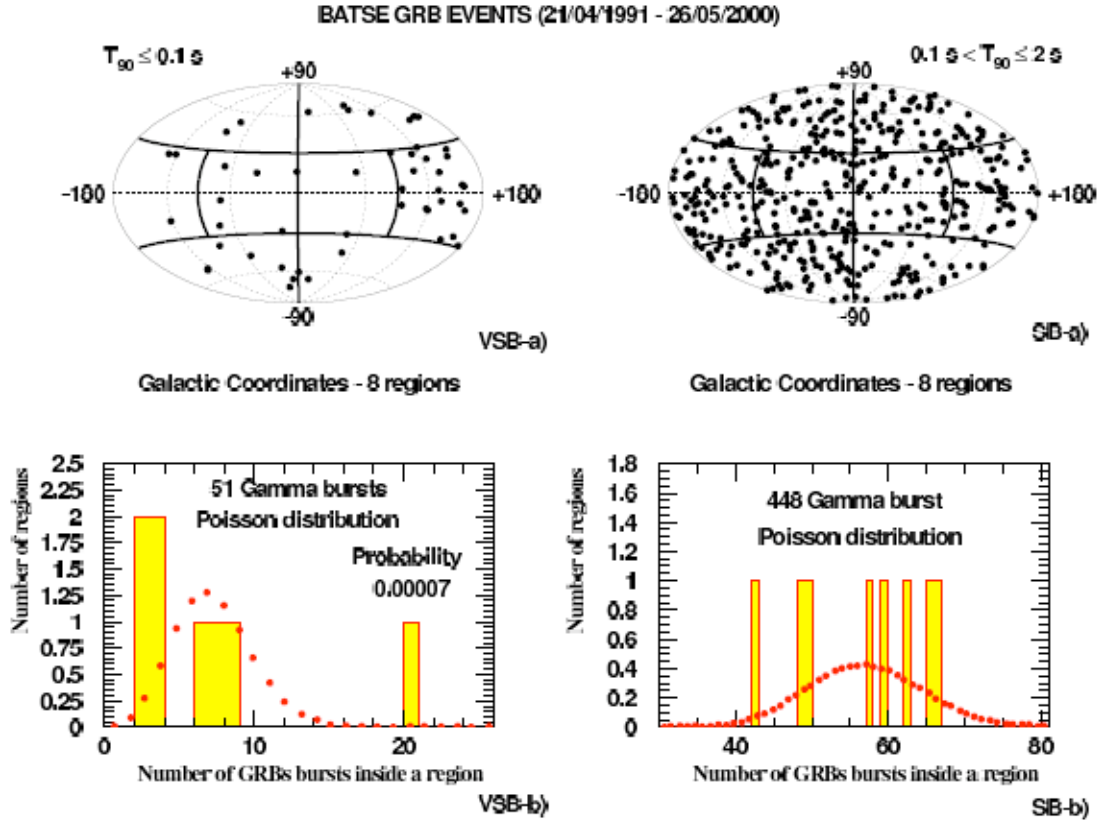 BATSE GRB EVENTS (21/04/1991 - 26/05/2000)
T90 ≤ 0.1 s
+90
-180
+180
-90
VSB-a)
Galactic Coordinates - 8 regions
0.1 s < T90 ≤ 2 s
+90
-180
+180
-90
SB-a)
Galactic Coordinates - 8 regions
Number of regions
2.5
2.25
2
1.75
1.5
1.25
1
0.75
0.5
0.25
0
51 Gamma bursts
Poisson distribution
Probability
0.00007
0
10
20
Number of GRBs bursts inside a region
VSB-b)
Number of regions
1.8
1.6
1.4
1.2
1
0.8
0.6
0.4
0.2
0
448 Gamma burst
Poisson distribution
40
60
80
Number of GRBs bursts inside a region
SB-b)